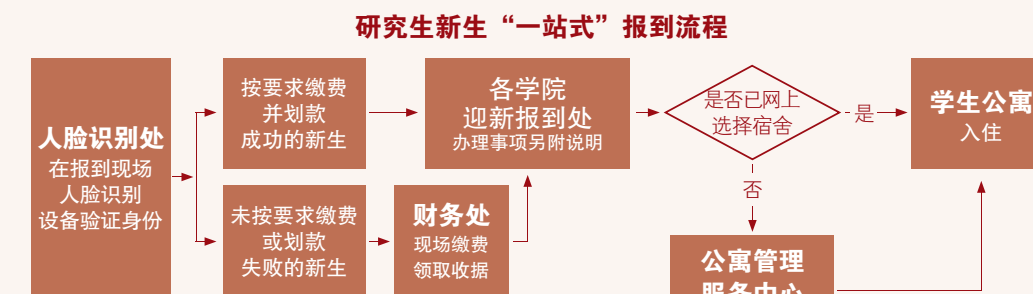 研究生新生“一站式”报到流程
人脸识别处
在报到现场
人脸识别
设备验证身份
按要求缴费
并划款
成功的新生
未按要求缴费
或划款
失败的新生
财务处
现场缴费
领取收据
各学院
迎新报到处
办理事项另附说明
是否已网上
选择宿舍
是
否
学生公寓
入住
公寓管理
服务中心